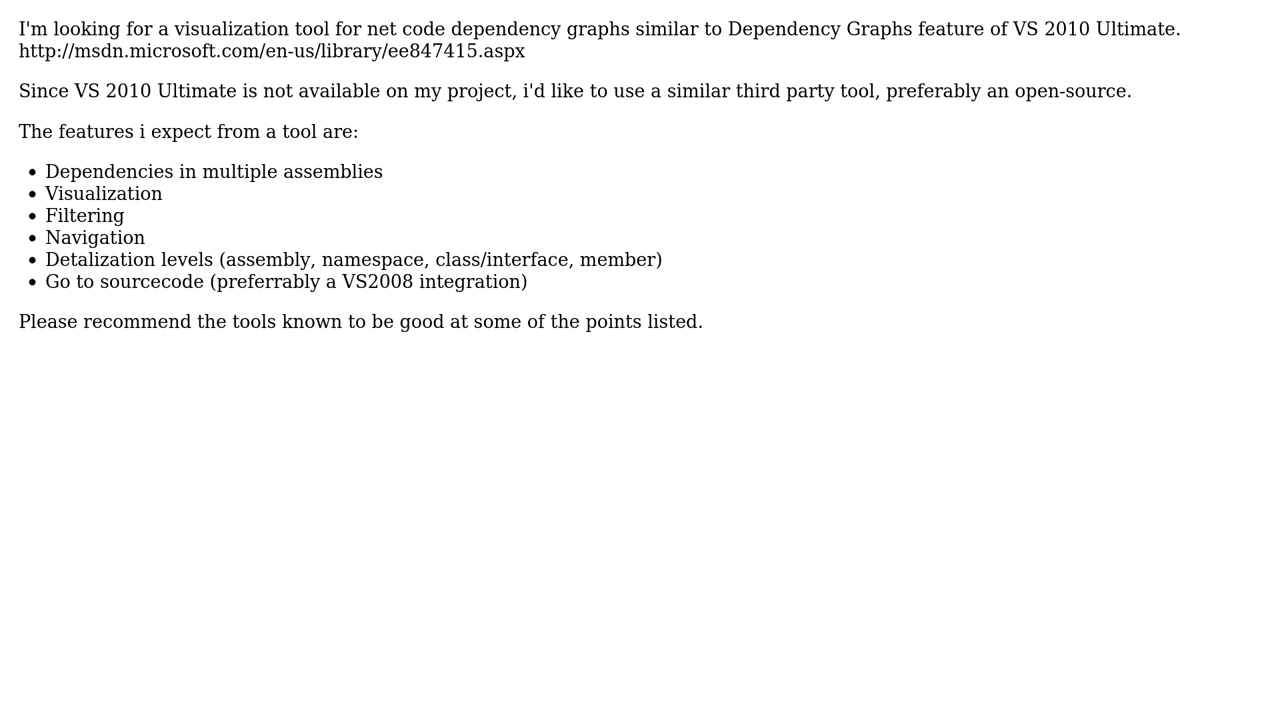 I'm looking for a visualization tool for net code dependency graphs similar to Dependency Graphs feature of VS 2010 Ultimate.
http://msdn.microsoft.com/en-us/library/ee847415.aspx
Since VS 2010 Ultimate is not available on my project, i'd like to use a similar third party tool, preferably an open-source.
The features i expect from a tool are:
• Dependencies in multiple assemblies
• Visualization
• Filtering
• Navigation
• Detalization levels (assembly, namespace, class/interface, member)
• Go to sourcecode (preferrably a VS2008 integration)
Please recommend the tools known to be good at some of the points listed.